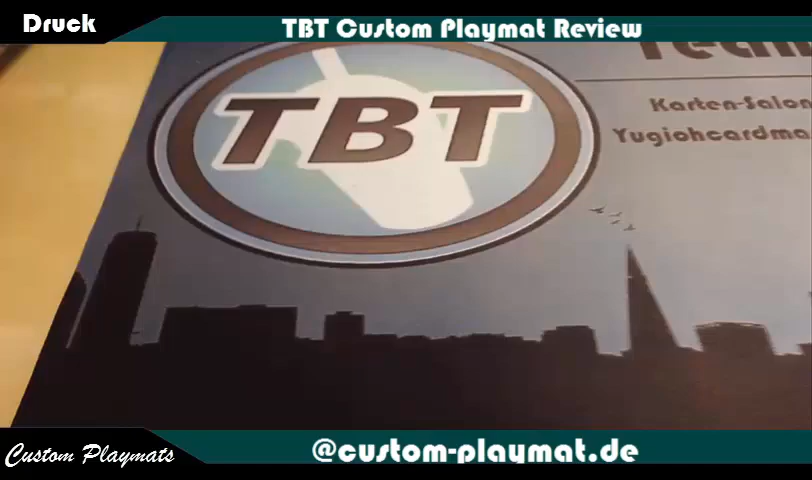 Druck
TBT Custom Playmat Review
TBT
Karten-Salon
Custom Playmats
@custom-playmat.de